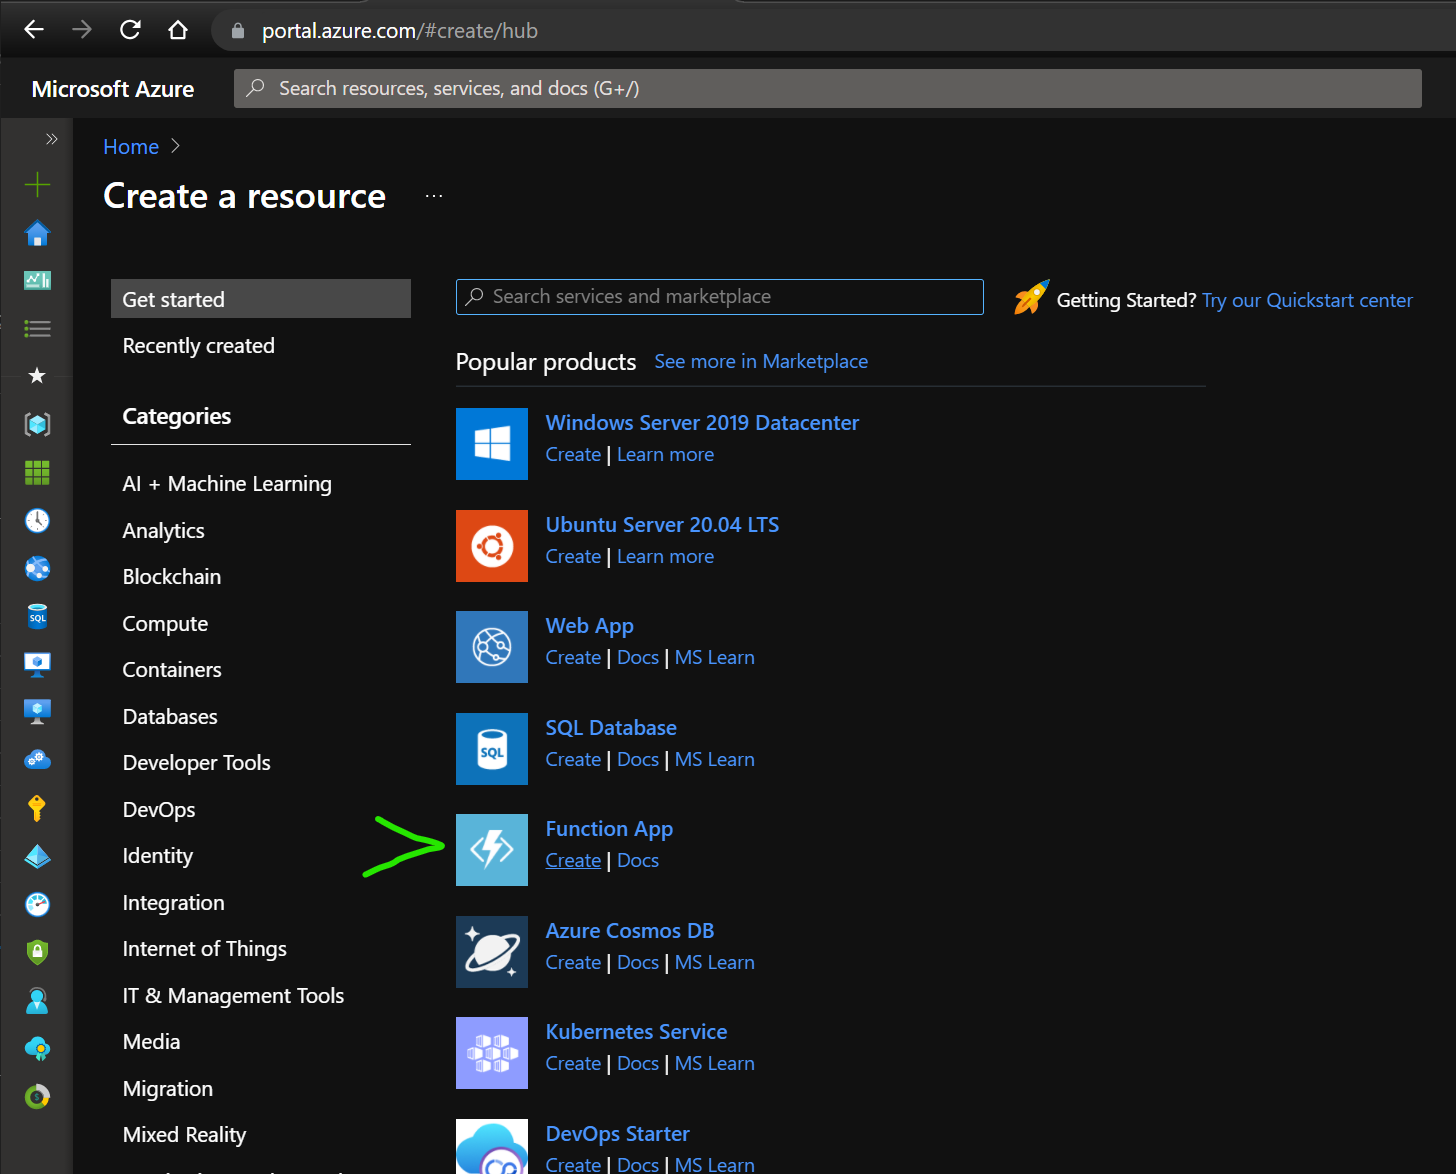 portal.azure.com/#create/hub
Microsoft Azure
Search resources, services, and docs (G+/)
Home
Create a resource
...
Get started
Recently created
Categories
AI + Machine Learning
Analytics
Blockchain
Compute
Containers
Databases
Developer Tools
DevOps
Identity
Integration
Internet of Things
IT & Management Tools
Media
Migration
Mixed Reality
Search services and marketplace
Getting Started? Try our Quickstart center
Popular products See more in Marketplace
Windows Server 2019 Datacenter
Create | Learn more
Ubuntu Server 20.04 LTS
Create | Learn more
Web App
Create | Docs | MS Learn
SQL
SQL Database
Create | Docs | MS Learn
Function App
Create | Docs
Azure Cosmos DB
Create | Docs | MS Learn
Kubernetes Service
Create | Docs | MS Learn
DevOps Starter
Create | Docs | MS Learn
SQL